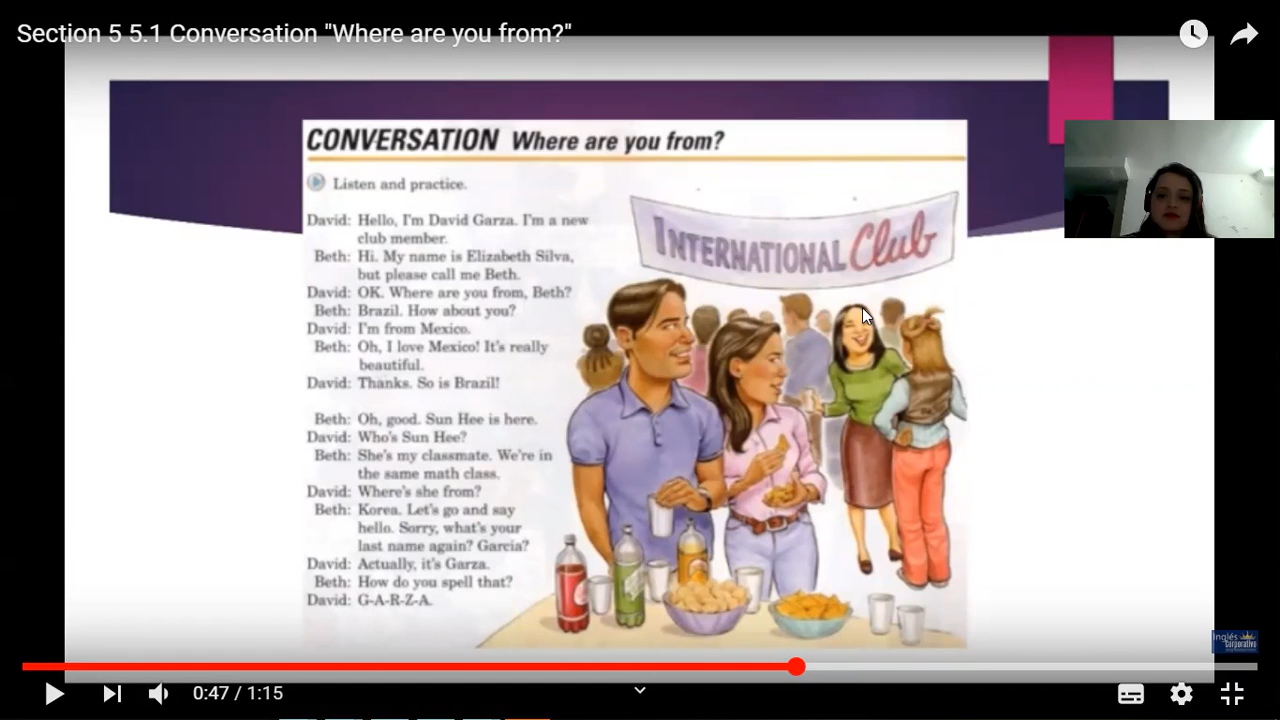 Section 5 5.1 Conversation "Where are you from?"
CONVERSATION Where are you from?
Listen and practice.
David: Hello, I'm David Garza. I'm a new
club member.
Beth: Hi. My name is Elizabeth Silva,
but please call me Beth.
David: OK. Where are you from, Beth?
Beth: Brazil. How about you?
David: I'm from Mexico.
Beth: Oh, I love Mexico! It's really
beautiful.
David: Thanks. So is Brazil!
Beth: Oh, good. Sun Hee is here.
David: Who's Sun Hee?
Beth: She's my classmate. We're in
the same math class.
David: Where's she from?
Beth: Korea. Let's go and say
hello. Sorry, what's your
last name again? Garcia?
David: Actually, it's Garza.
Beth: How do you spell that?
David: G-A-R-Z-A.
INTERNATIONAL Club
Inglés
corporativo
0:47 / 1:15